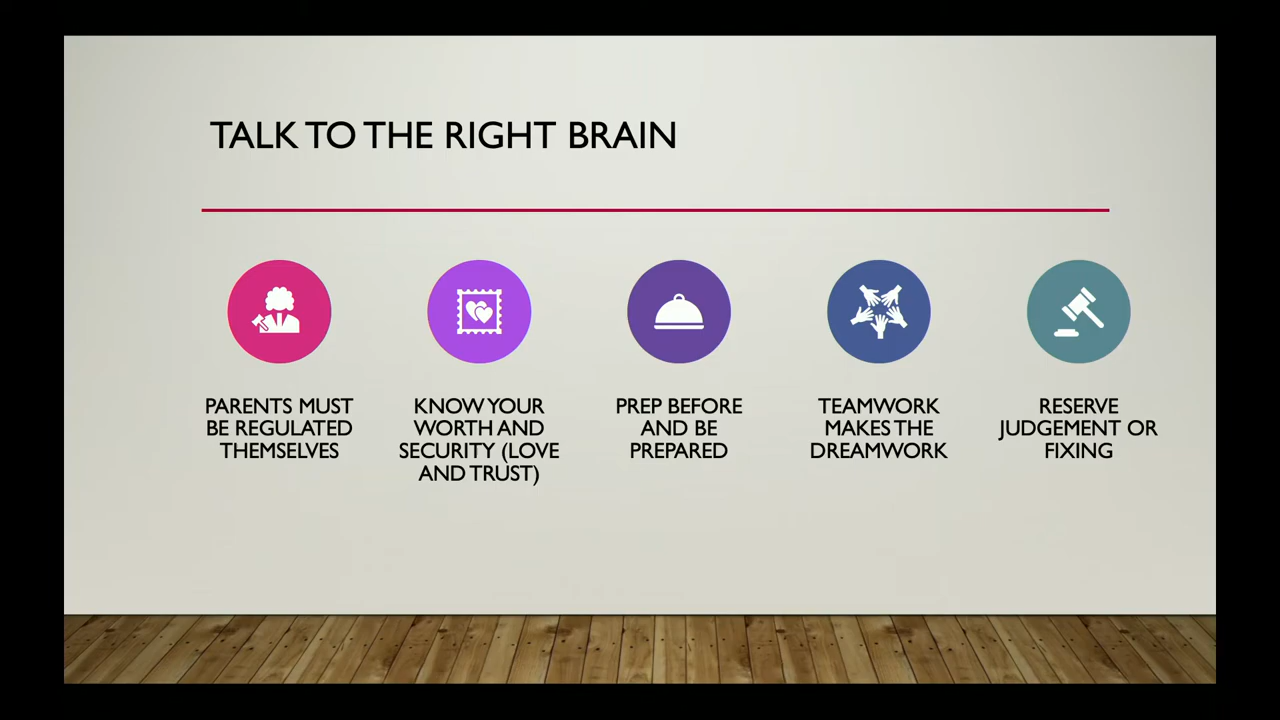 TALK TO THE RIGHT BRAIN
PARENTS MUST
BE REGULATED
THEMSELVES
KNOW YOUR
WORTH AND
SECURITY (LOVE
AND TRUST)
PREP BEFORE
AND BE
PREPARED
TEAMWORK
MAKES THE
DREAMWORK
RESERVE
JUDGEMENT OR
FIXING